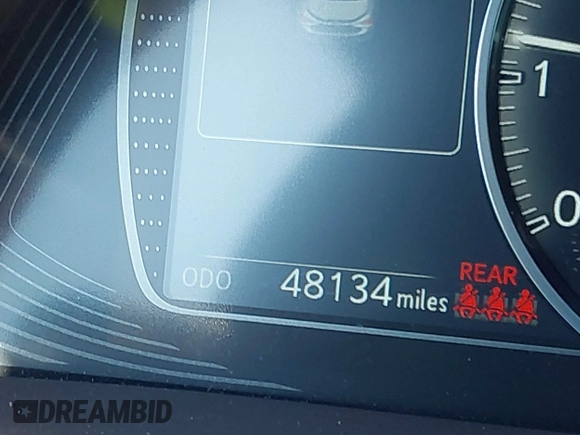 1
0
REAR
ODO 48134 miles
DREAMBID